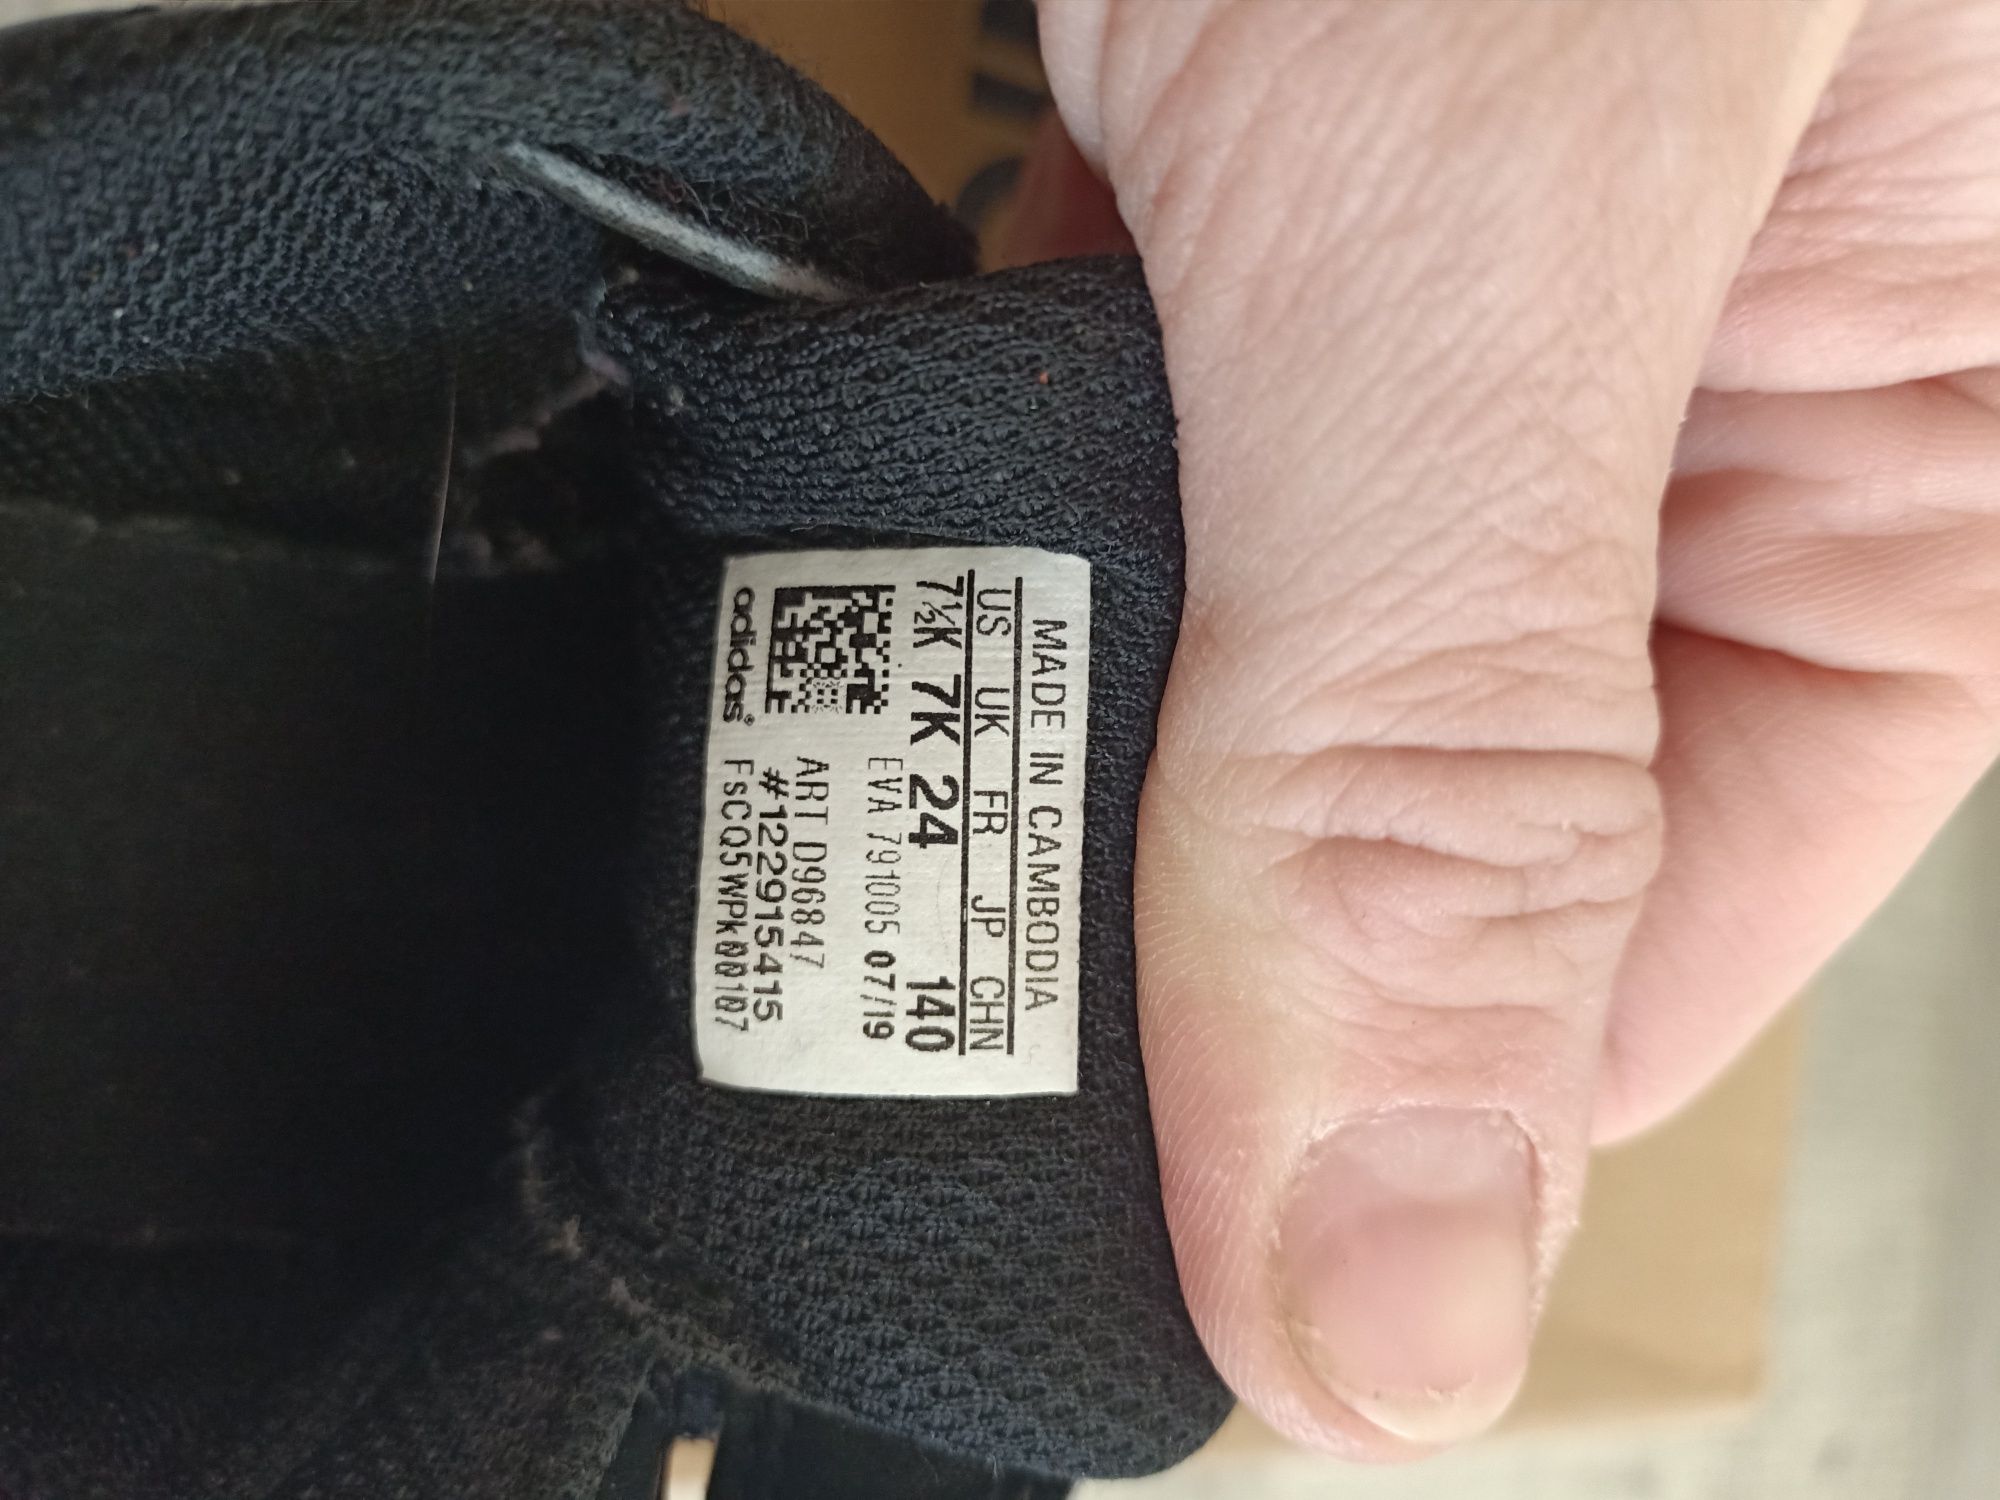 MADE IN CAMBODIA
US UK FR JP CHN
7½K 7K 24 140
EVA 791005 07/19
ART D96847
#122915415
adidas® FsCQ5WPK00107